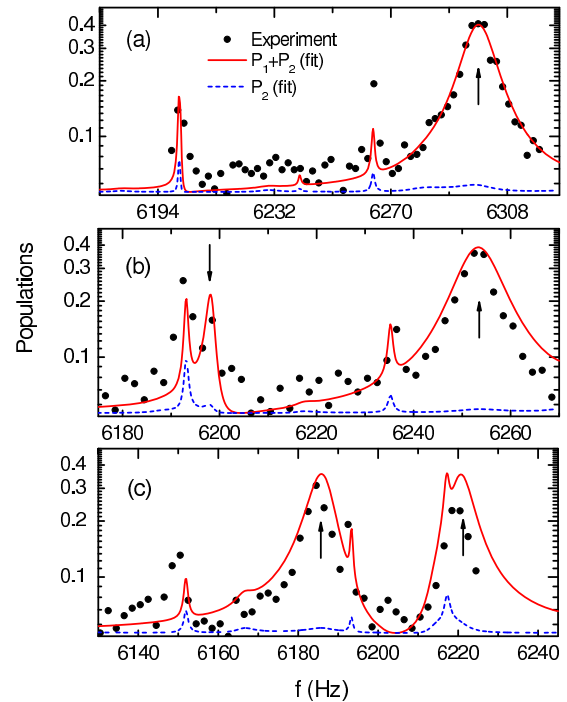 (a)
Experiment
P₁+P₂ (fit)
P₂ (fit)
0.4
0.3
0.2
0.1
6194 6232 6270 6308
(b)
0.4
0.3
0.2
0.1
6180 6200 6220 6240 6260
Populations
(c)
0.4
0.3
0.2
0.1
6140 6160 6180 6200 6220 6240
f (Hz)